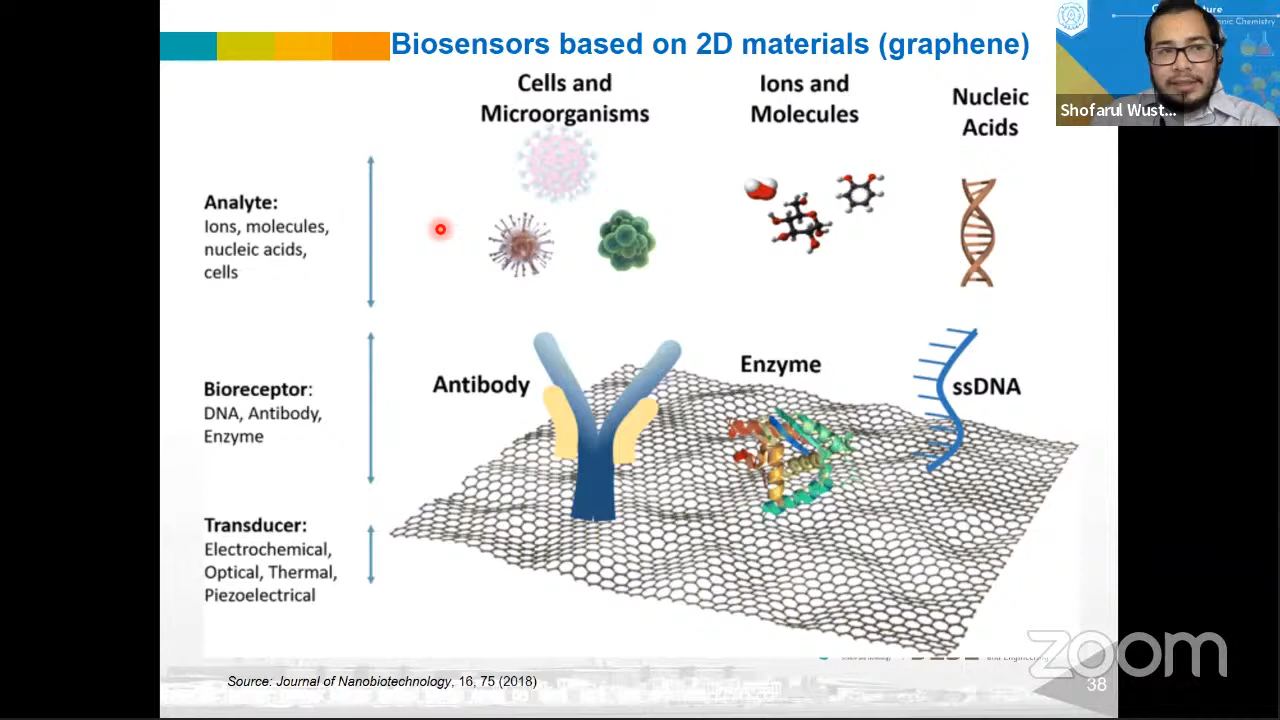 Biosensors based on 2D materials (graphene)
Shofarul Wust...
Cells and
Microorganisms
Ions and
Molecules
Nucleic
Acids
Analyte:
Ions, molecules,
nucleic acids,
cells
Bioreceptor:
DNA, Antibody,
Enzyme
Antibody
Enzyme
ssDNA
Transducer:
Electrochemical,
Optical, Thermal,
Piezoelectrical
Source: Journal of Nanobiotechnology, 16, 75 (2018)
zoom
38